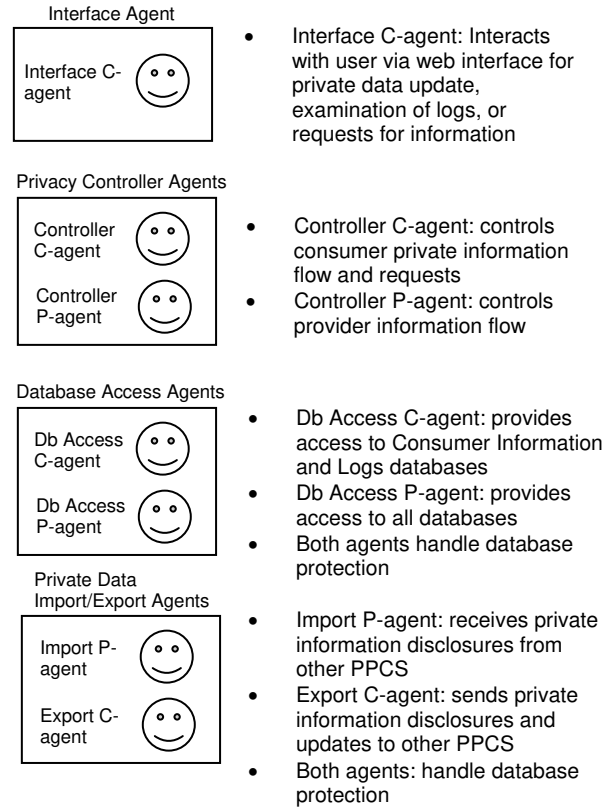 Interface Agent
Interface C-
agent
• Interface C-agent: Interacts
with user via web interface for
private data update,
examination of logs, or
requests for information
Privacy Controller Agents
Controller
C-agent
Controller
P-agent
• Controller C-agent: controls
consumer private information
flow and requests
• Controller P-agent: controls
provider information flow
Database Access Agents
Db Access
C-agent
Db Access
P-agent
• Db Access C-agent: provides
access to Consumer Information
and Logs databases
• Db Access P-agent: provides
access to all databases
• Both agents handle database
protection
Private Data
Import/Export Agents
Import P-
agent
Export C-
agent
• Import P-agent: receives private
information disclosures from
other PPCS
• Export C-agent: sends private
information disclosures and
updates to other PPCS
• Both agents: handle database
protection